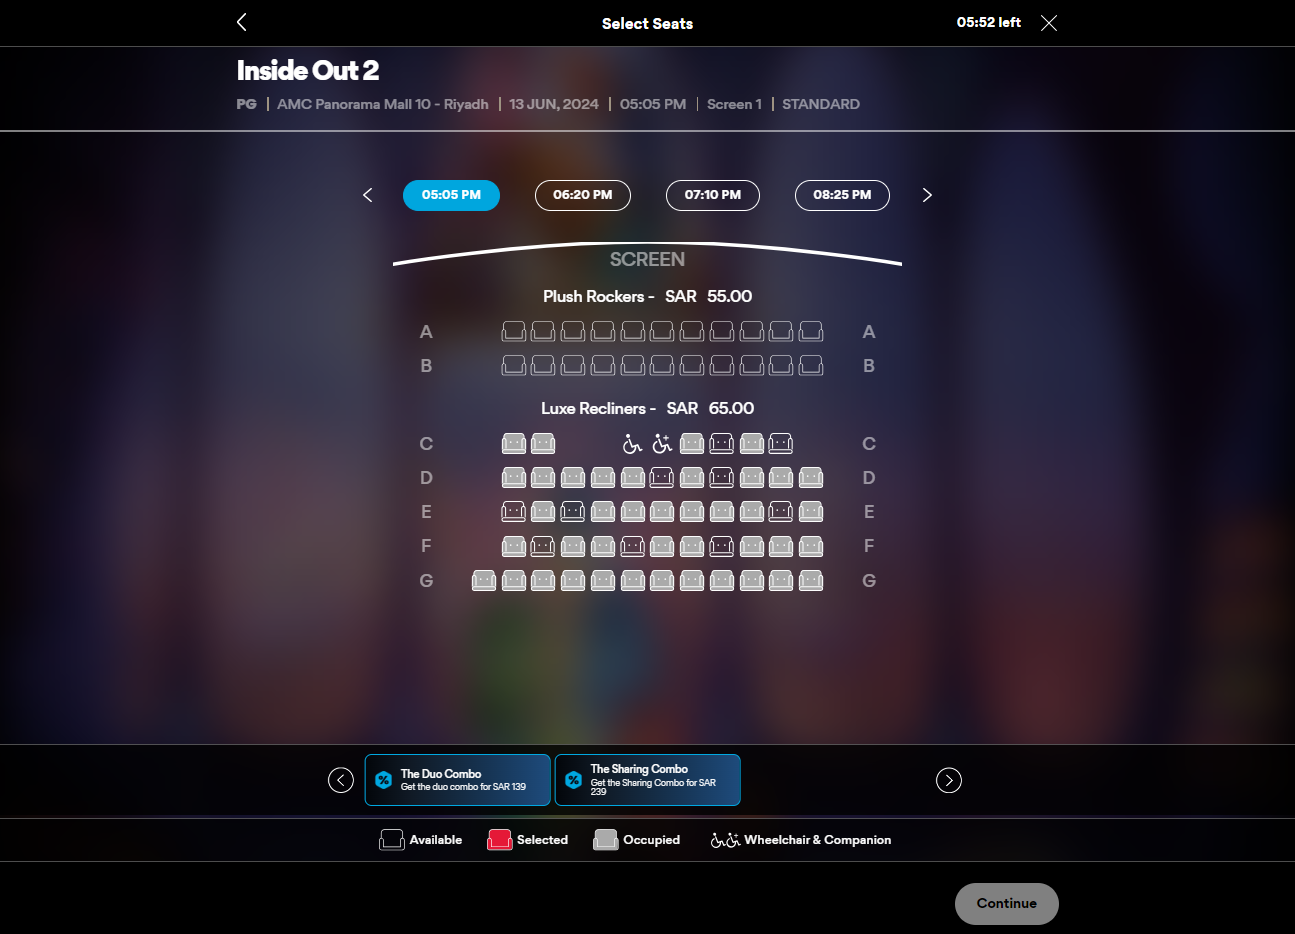 Select Seats
05:52 left
Inside Out 2
PG | AMC Panorama Mall 10 - Riyadh | 13 JUN, 2024 | 05:05 PM | Screen 1 | STANDARD
05:05 PM 06:20 PM 07:10 PM 08:25 PM
SCREEN
Plush Rockers - SAR 55.00
A A
B B
Luxe Recliners - SAR 65.00
C C
D D
E E
F F
G G
The Duo Combo
Get the duo combo for SAR 139
The Sharing Combo
Get the Sharing Combo for SAR
239
Available Selected Occupied Wheelchair & Companion
Continue